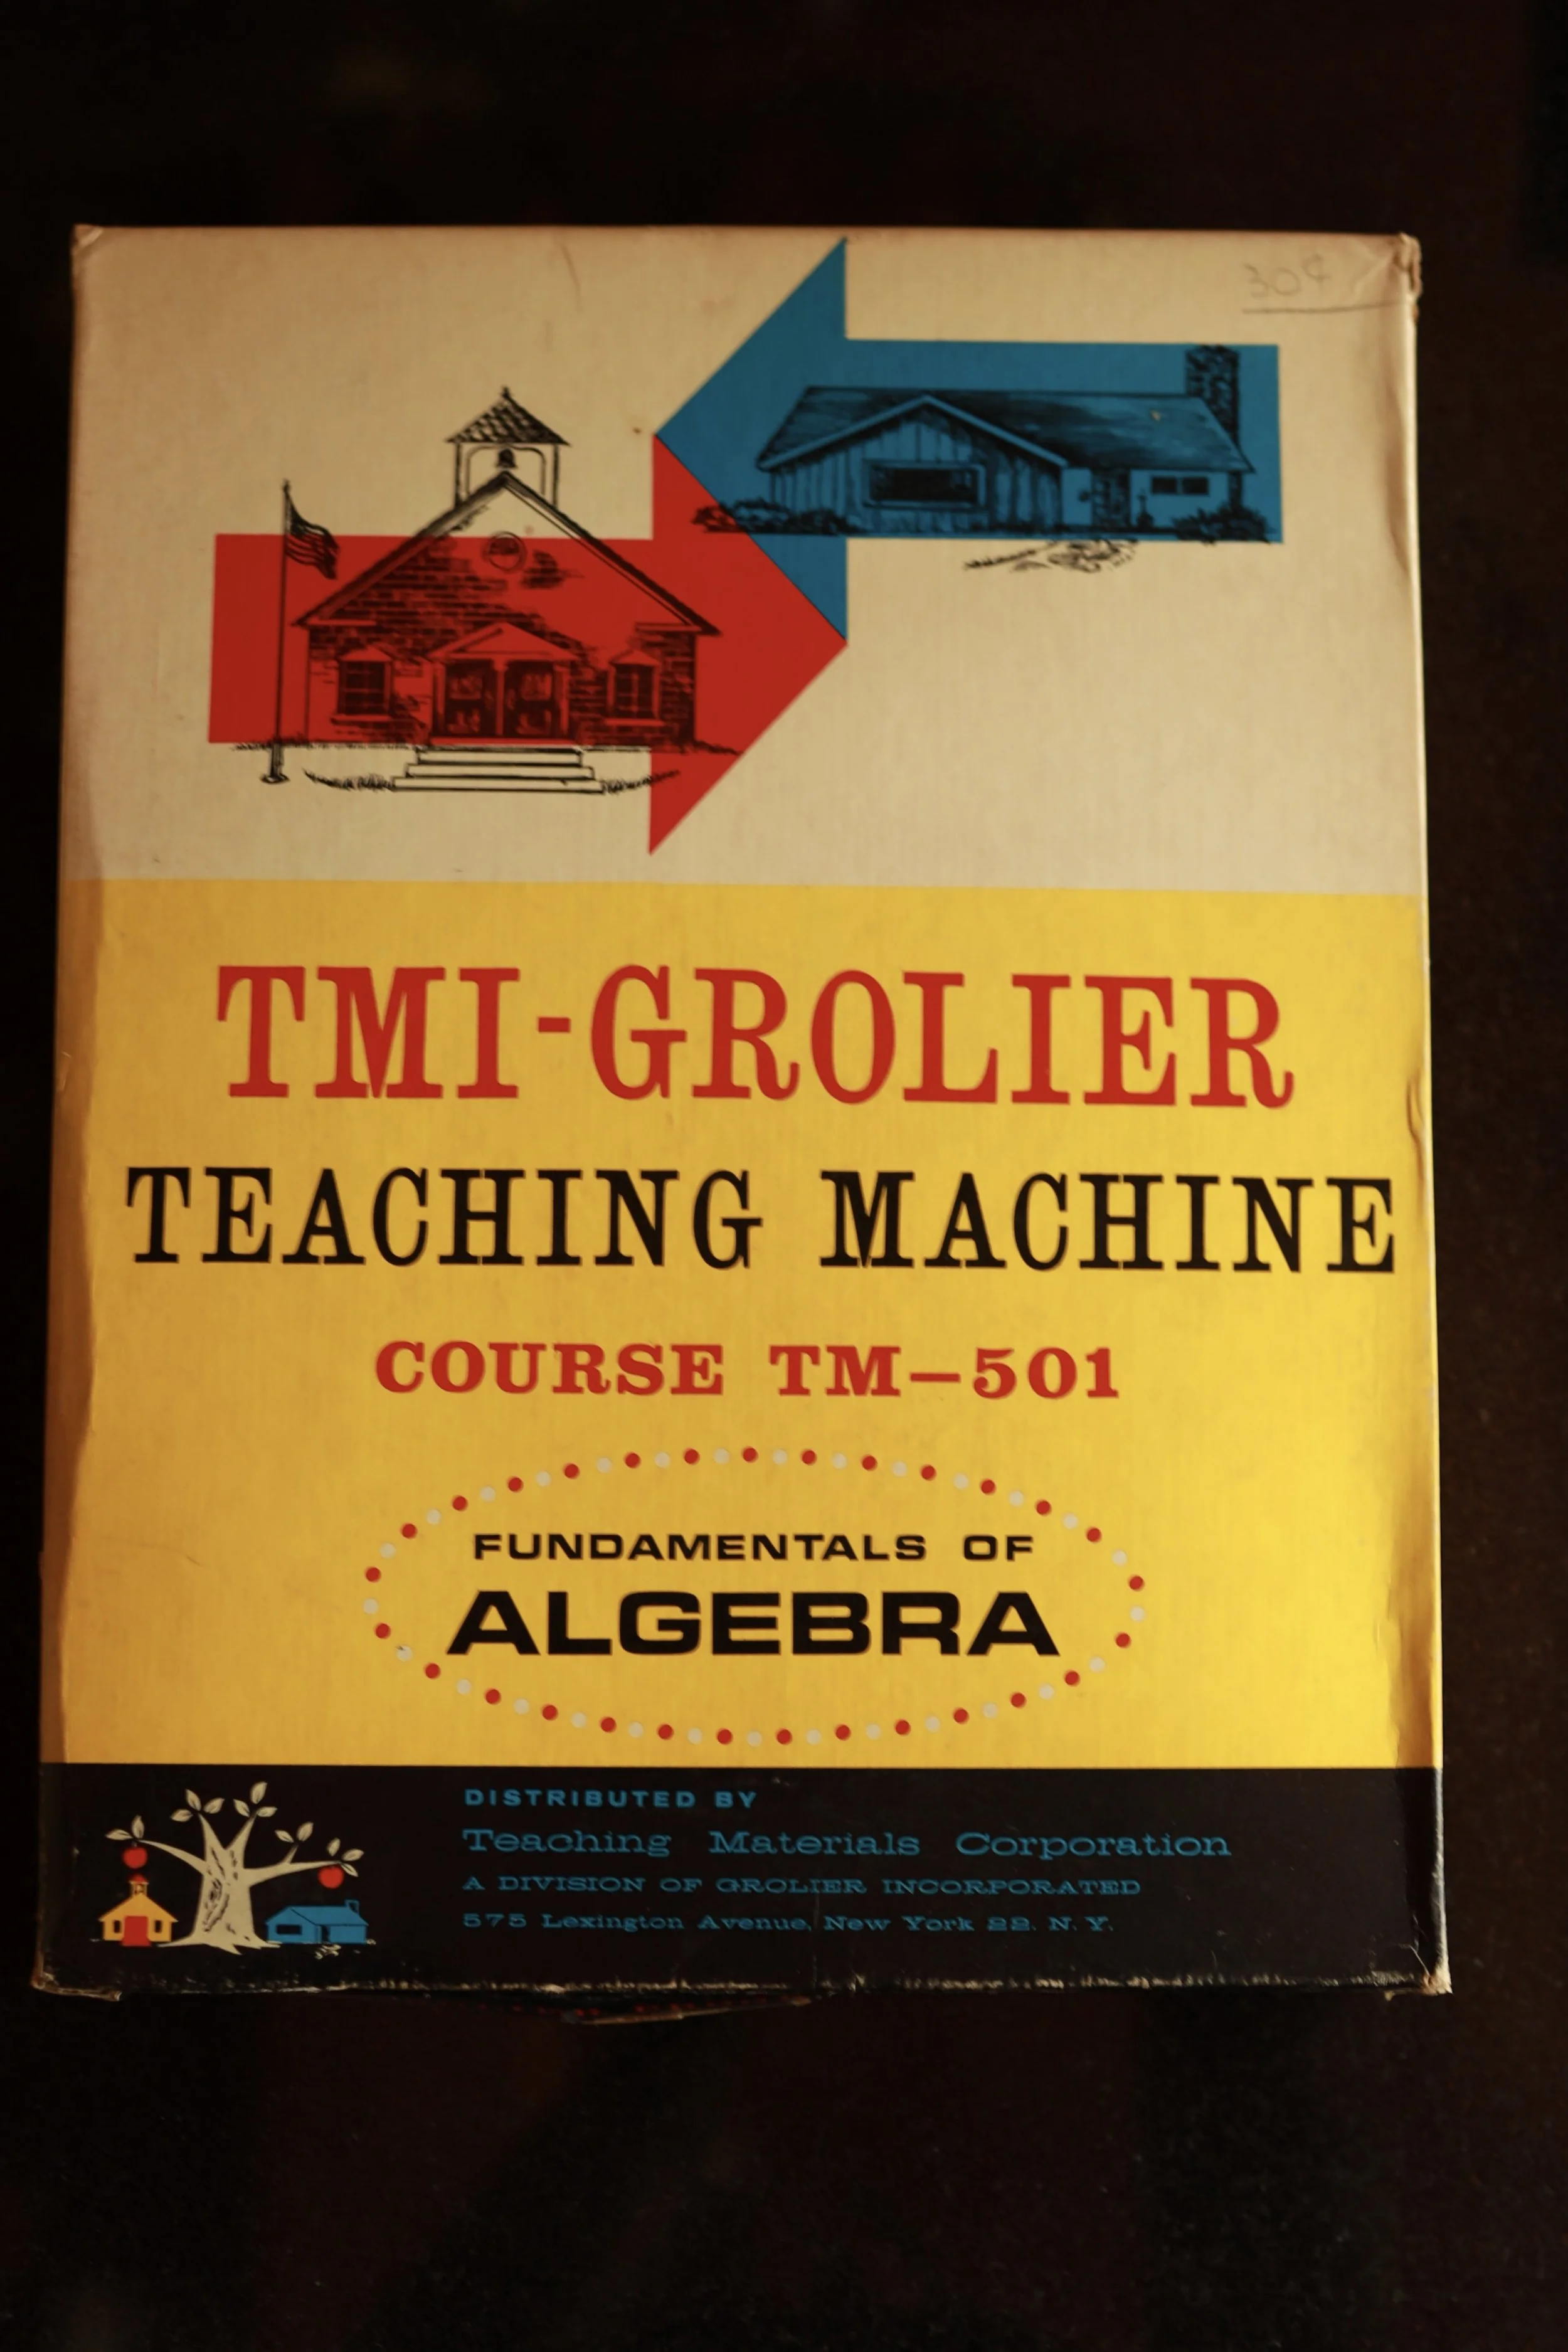 30¢
TMI-GROLIER
TEACHING MACHINE
COURSE TM-501
FUNDAMENTALS OF
ALGEBRA
DISTRIBUTED BY
Teaching Materials Corporation
A DIVISION OF GROLIER INCORPORATED
575 Lexington Avenue, New York 22, N. Y.